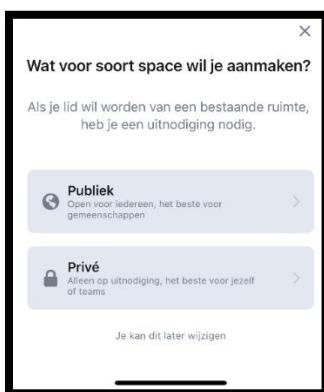 Wat voor soort space wil je aanmaken?
Als je lid wil worden van een bestaande ruimte,
heb je een uitnodiging nodig.
Publiek
Open voor iedereen, het beste voor
gemeenschappen
Privé
Alleen op uitnodiging, het beste voor jezelf
of teams
Je kan dit later wijzigen